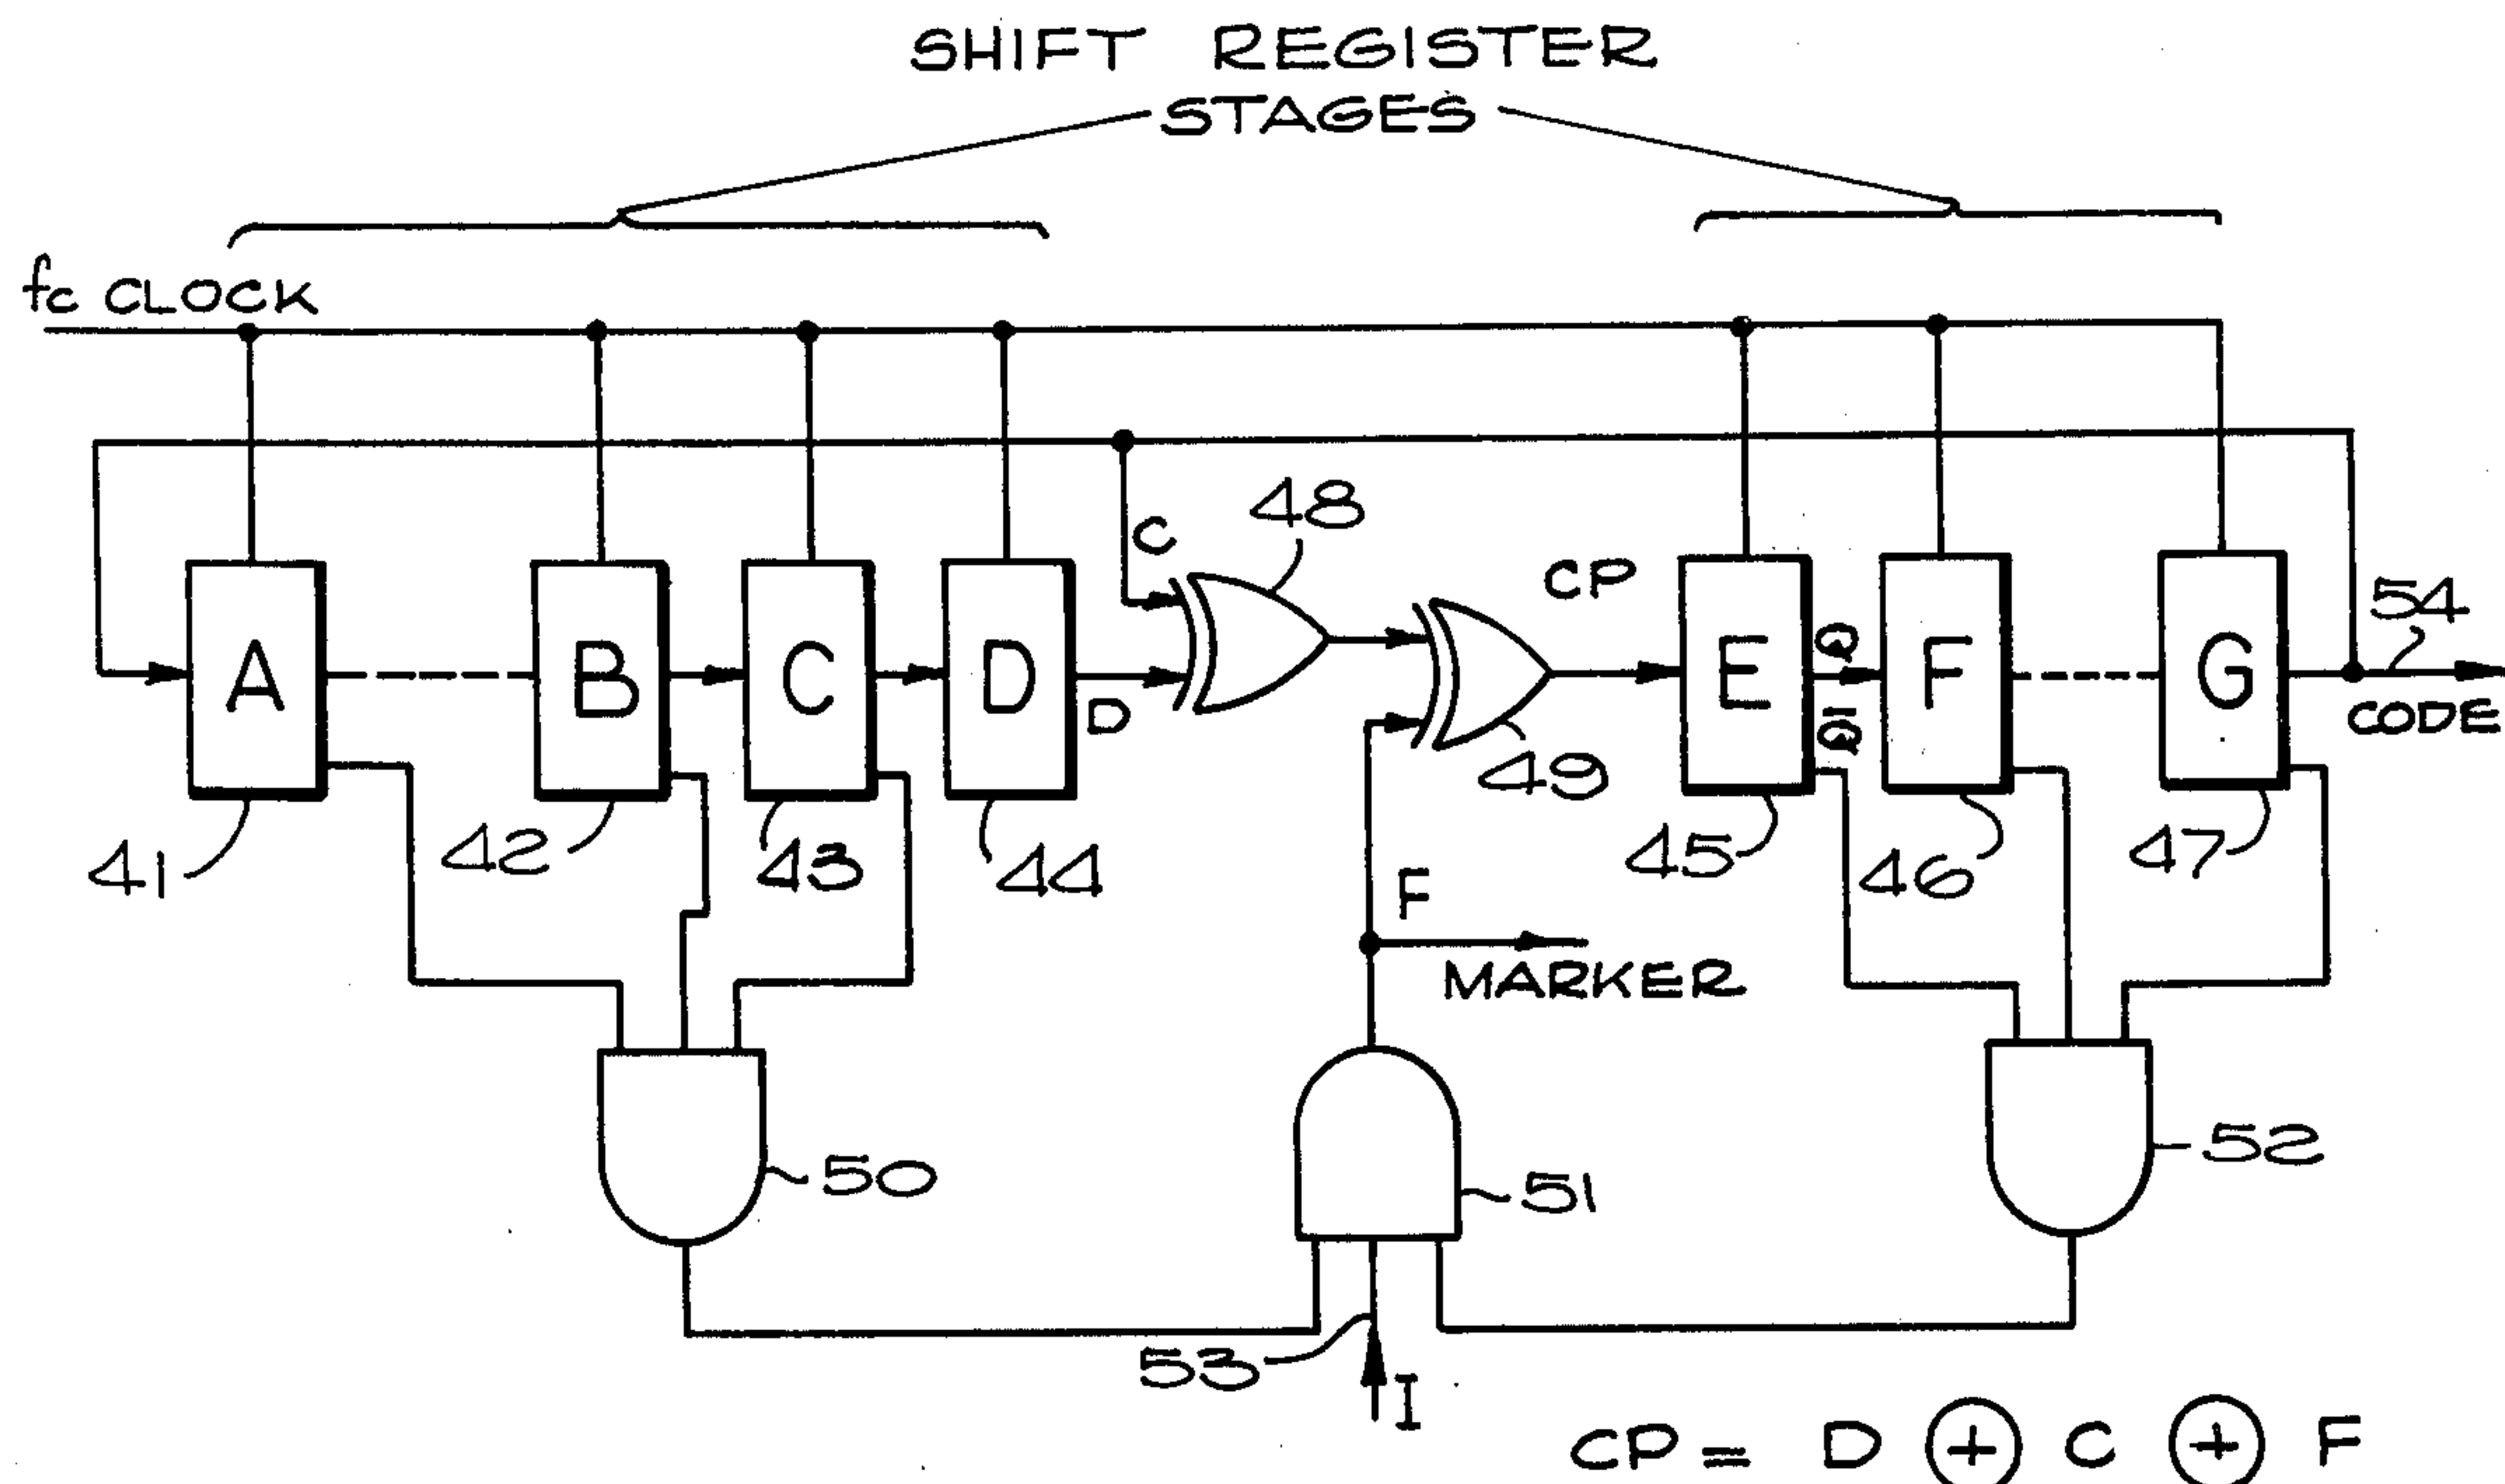 SHIFT REGISTER
STAGES
fc CLOCK
C
48
CP
54
A
B
C
D
E
Q
F
G
D
Q̅
CODE
49
41
42
43
44
45
46
47
F
MARKER
50
51
52
53
I
CP = D ⊕ C ⊕ F